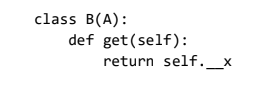 class B(A):
    def get(self):
        return self.__x